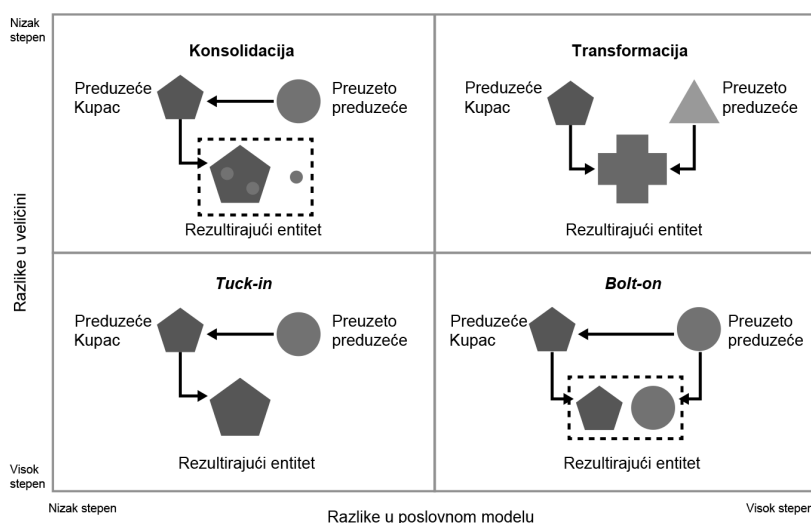 Nizak
stepen
Konsolidacija
Preduzeće
Kupac
Preuzeto
preduzeće
Rezultirajući entitet
Transformacija
Preduzeće
Kupac
Preuzeto
preduzeće
Rezultirajući entitet
Razlike u veličini
Tuck-in
Preduzeće
Kupac
Preuzeto
preduzeće
Rezultirajući entitet
Bolt-on
Preduzeće
Kupac
Preuzeto
preduzeće
Rezultirajući entitet
Visok
stepen
Nizak stepen
Razlike u poslovnom modelu
Visok stepen